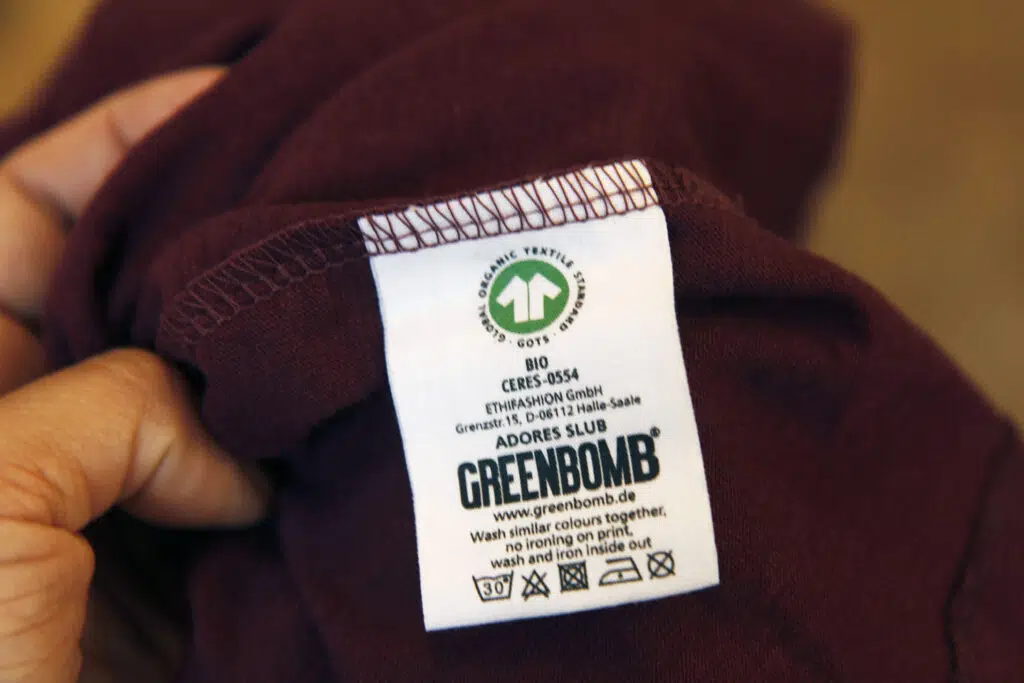 GLOBAL ORGANIC TEXTILE STANDARD
· GOTS ·
BIO
CERES-0554
ETHIFASHION GmbH
Grenzstr.15, D-06112 Halle-Saale
ADORES SLUB
GREENBOMB®
www.greenbomb.de
Wash similar colours together,
no ironing on print,
wash and iron inside out
30°